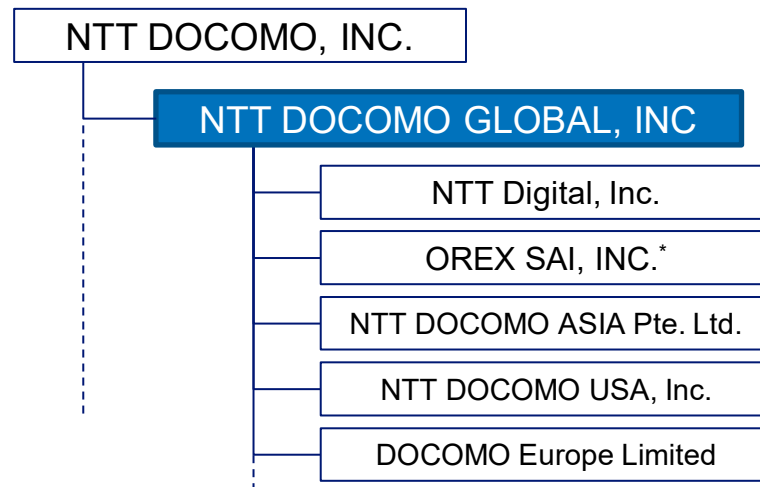 NTT DOCOMO, INC.
NTT DOCOMO GLOBAL, INC
NTT Digital, Inc.
OREX SAI, INC.*
NTT DOCOMO ASIA Pte. Ltd.
NTT DOCOMO USA, Inc.
DOCOMO Europe Limited